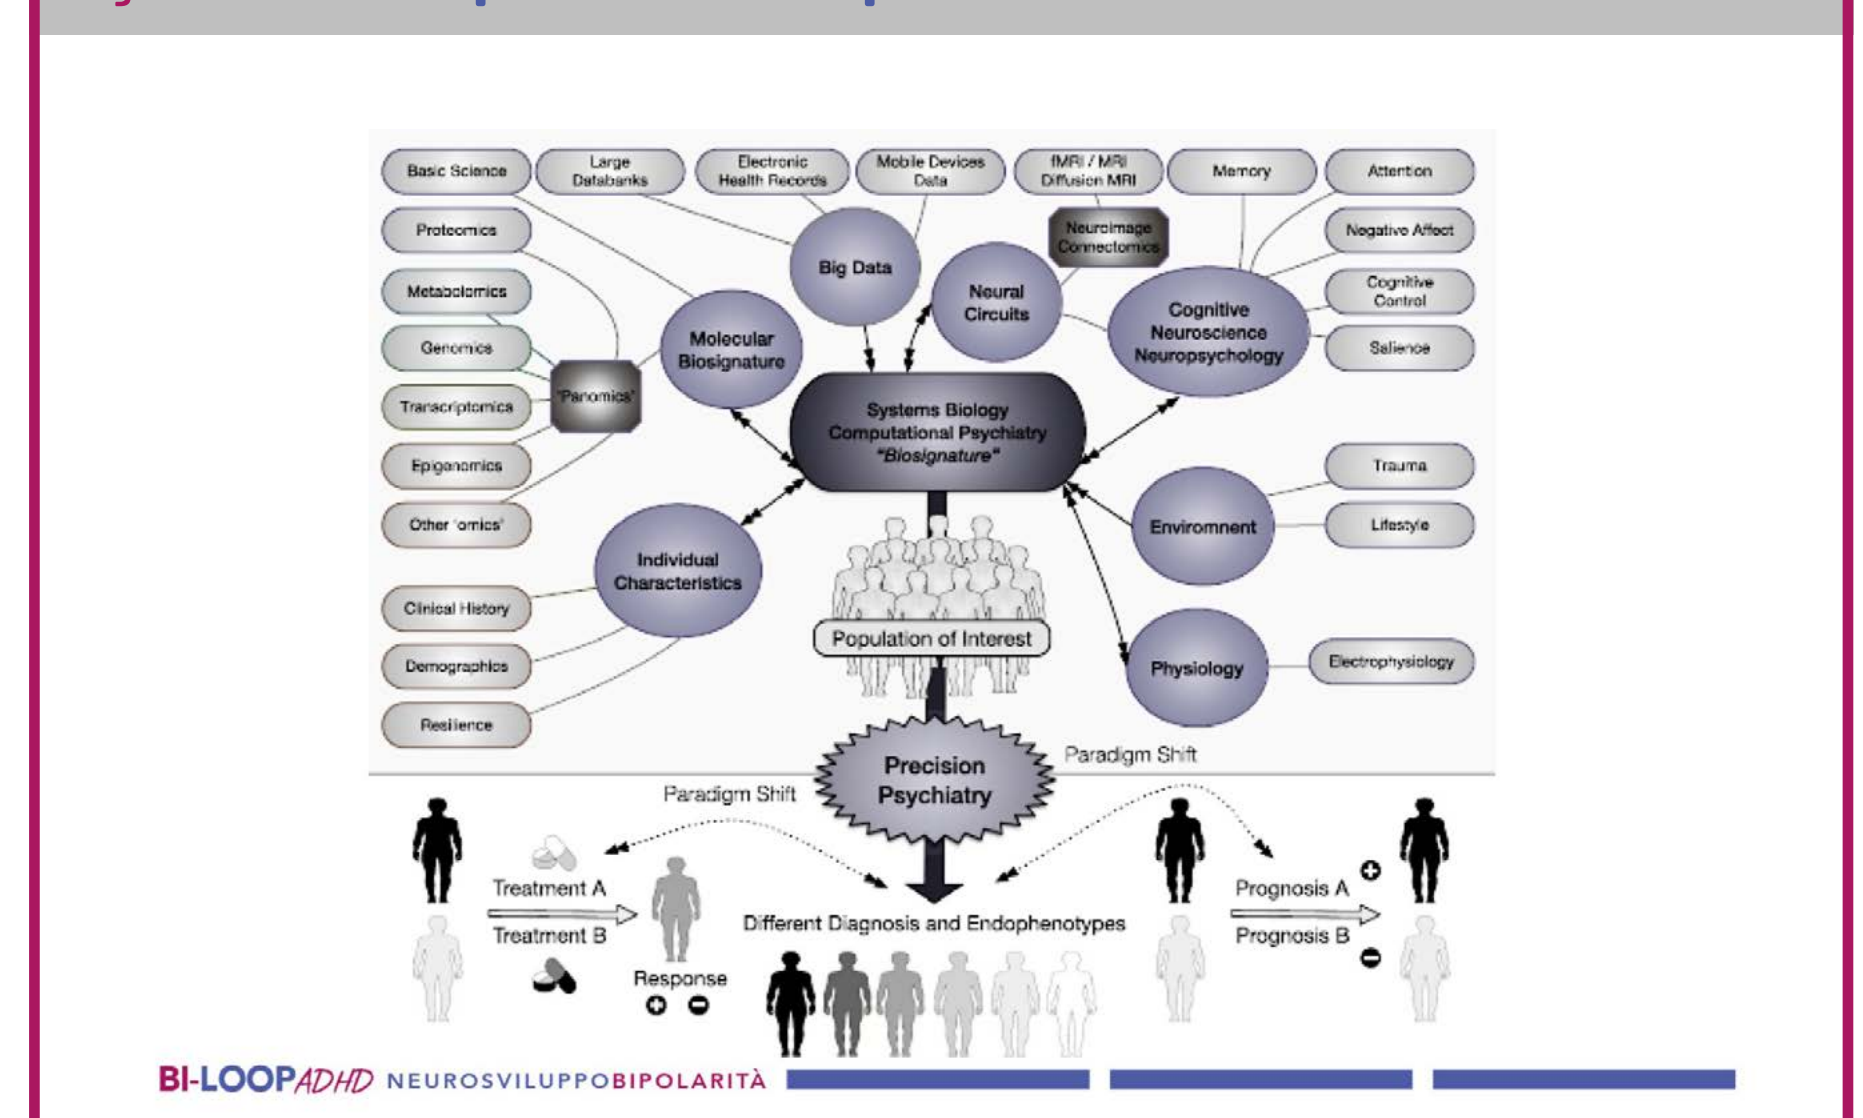 Basic Science
Large
Databanks
Electronic
Health Records
Mobile Devices
Data
fMRI / MRI
Diffusion MRI
Memory
Attention
Proteomics
Neuroimage
Connectomics
Negative Affect
Big Data
Metabolomics
Neural
Circuits
Cognitive
Control
Cognitive
Neuroscience
Neuropsychology
Genomics
Molecular
Biosignature
Salience
Transcriptomics
"Panomics"
Systems Biology
Computational Psychiatry
"Biosignature"
Epigenomics
Trauma
Other "omics"
Enviromnent
Lifestyle
Individual
Characteristics
Clinical History
Population of Interest
Demographics
Physiology
Electrophysiology
Resilience
Precision
Psychiatry
Paradigm Shift
Paradigm Shift
Treatment A
Treatment B
Response
Different Diagnosis and Endophenotypes
Prognosis A
Prognosis B
BI-LOOPADHD NEUROSVILUPPOBIPOLARITÀ